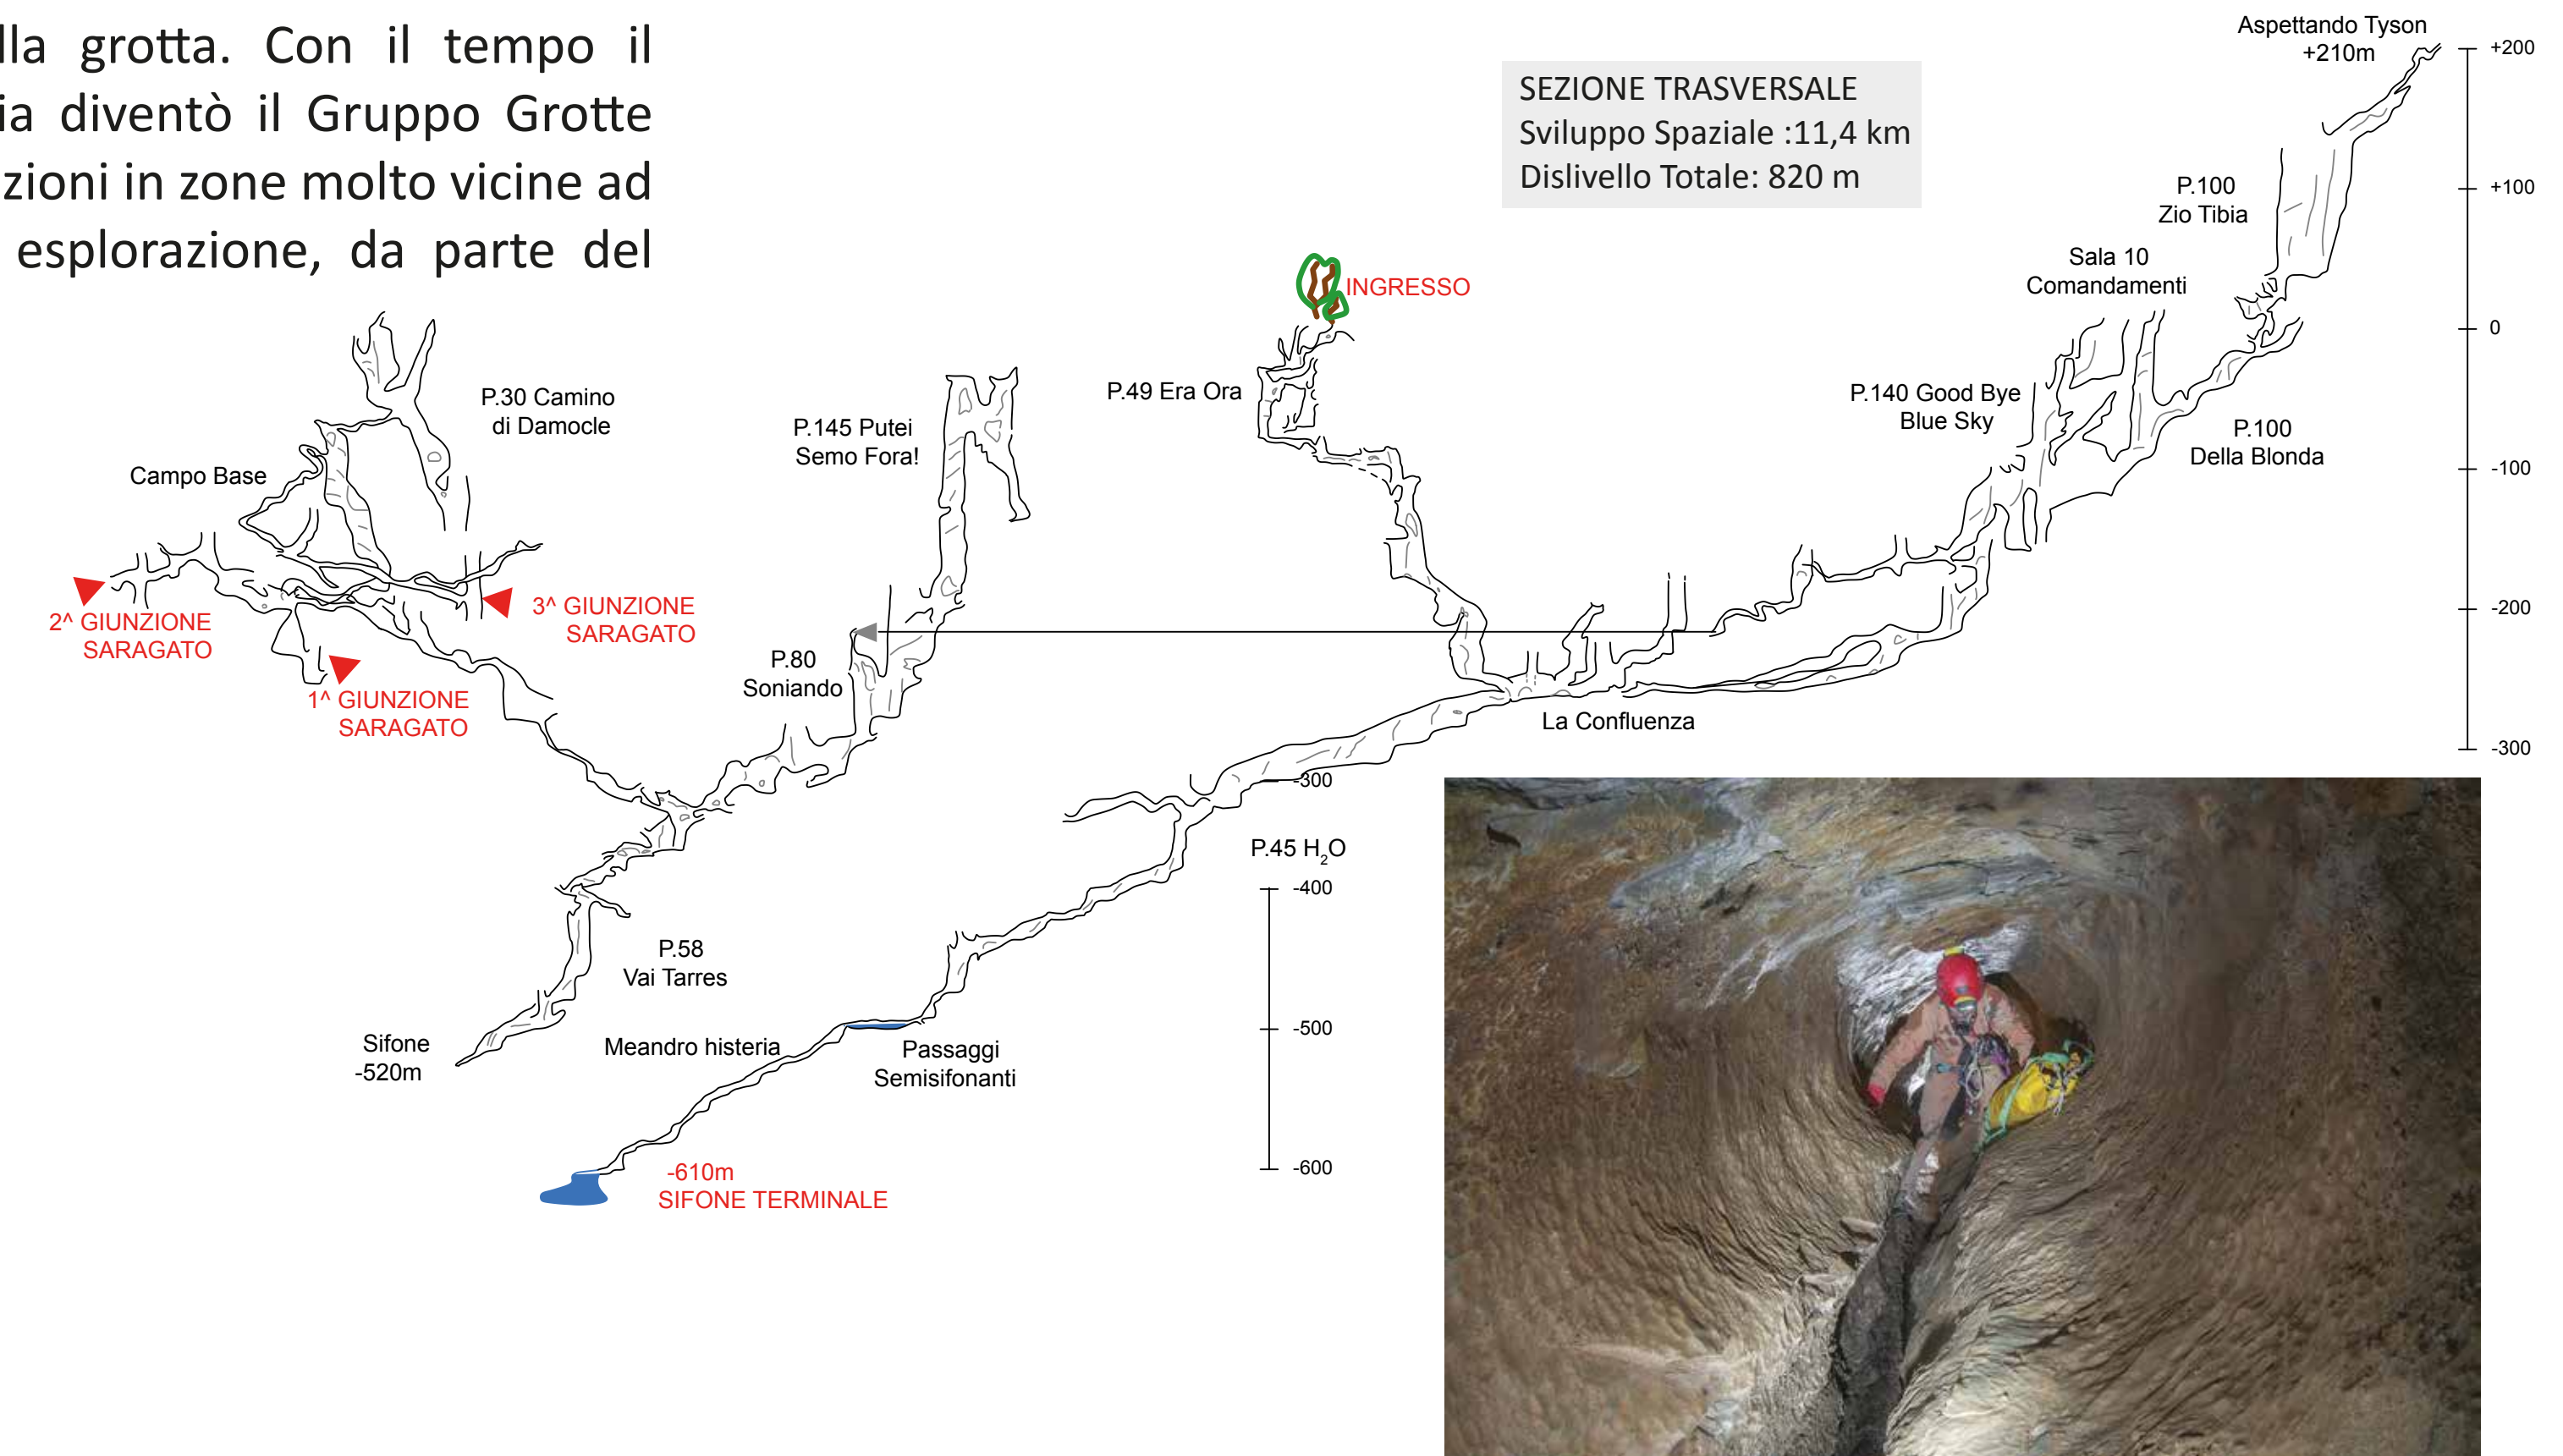 lla grotta. Con il tempo il
ia diventò il Gruppo Grotte
zioni in zone molto vicine ad
esplorazione, da parte del
SEZIONE TRASVERSALE
Sviluppo Spaziale :11,4 km
Dislivello Totale: 820 m
Aspettando Tyson
+210m
+200
+100
0
-100
-200
-300
P.100
Zio Tibia
Sala 10
Comandamenti
P.140 Good Bye
Blue Sky
P.100
Della Blonda
INGRESSO
P.49 Era Ora
P.30 Camino
di Damocle
P.145 Putei
Semo Fora!
Campo Base
2^ GIUNZIONE
SARAGATO
3^ GIUNZIONE
SARAGATO
1^ GIUNZIONE
SARAGATO
P.80
Soniando
La Confluenza
-300
P.45 H₂O
-400
-500
-600
P.58
Vai Tarres
Sifone
-520m
Meandro histeria
Passaggi
Semisifonanti
-610m
SIFONE TERMINALE